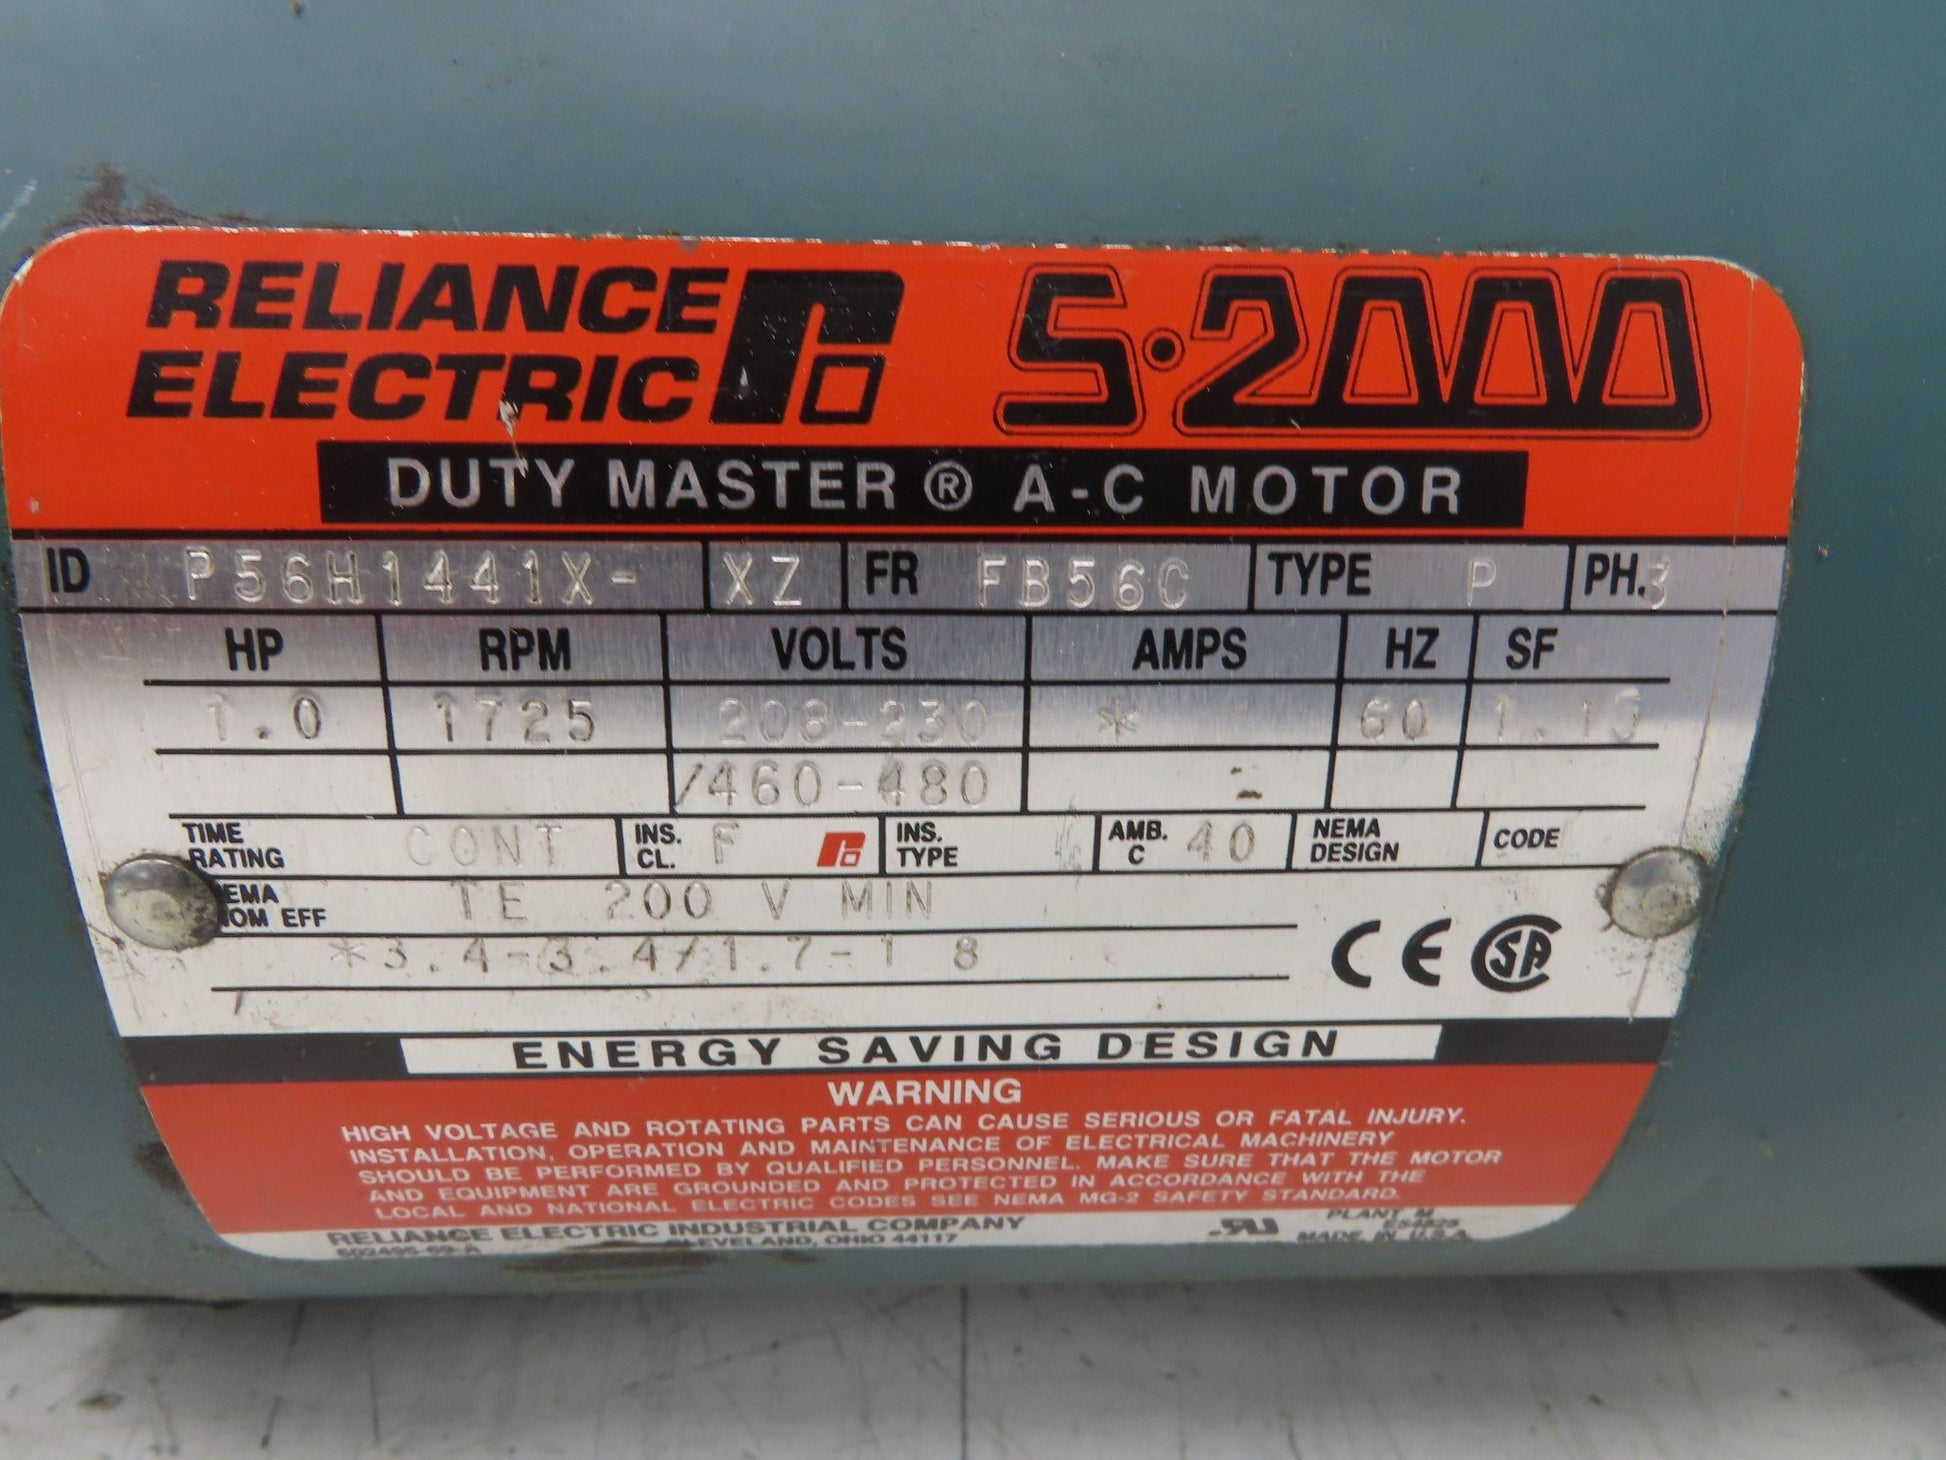 RELIANCE
ELECTRIC
S·2000
DUTY MASTER ® A-C MOTOR
ID P56H1441X- XZ FR FB56C TYPE P PH. 3
HP RPM VOLTS AMPS HZ SF
1.0 1725 208-230 * 60 1.15
/460-480 -
TIME RATING CONT INS. CL. F INS. TYPE AMB. C 40 NEMA DESIGN CODE
NEMA NOM EFF TE 200 V MIN
*3.4-3.4/1.7-1 8
CE SA
ENERGY SAVING DESIGN
WARNING
HIGH VOLTAGE AND ROTATING PARTS CAN CAUSE SERIOUS OR FATAL INJURY.
INSTALLATION, OPERATION AND MAINTENANCE OF ELECTRICAL MACHINERY
SHOULD BE PERFORMED BY QUALIFIED PERSONNEL. MAKE SURE THAT THE MOTOR
AND EQUIPMENT ARE GROUNDED AND PROTECTED IN ACCORDANCE WITH THE
LOCAL AND NATIONAL ELECTRIC CODES SEE NEMA MG-2 SAFETY STANDARD.
RELIANCE ELECTRIC INDUSTRIAL COMPANY PLANT M
602495-69-A CLEVELAND, OHIO 44117 E54825
MADE IN U.S.A.